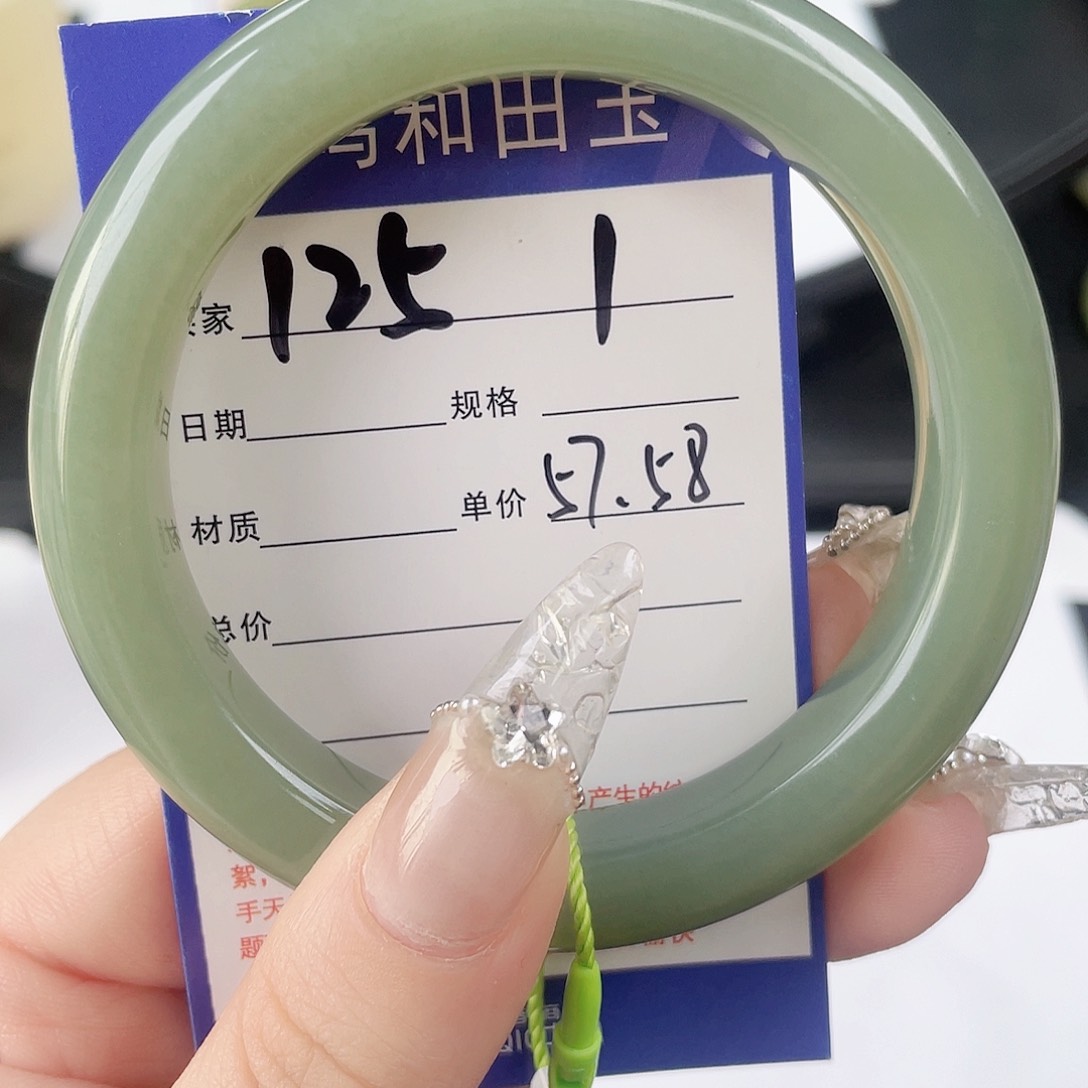 和田玉
家 125 1
日期 规格
材质 单价 57.58
总价
产生的
絮，
手天
题